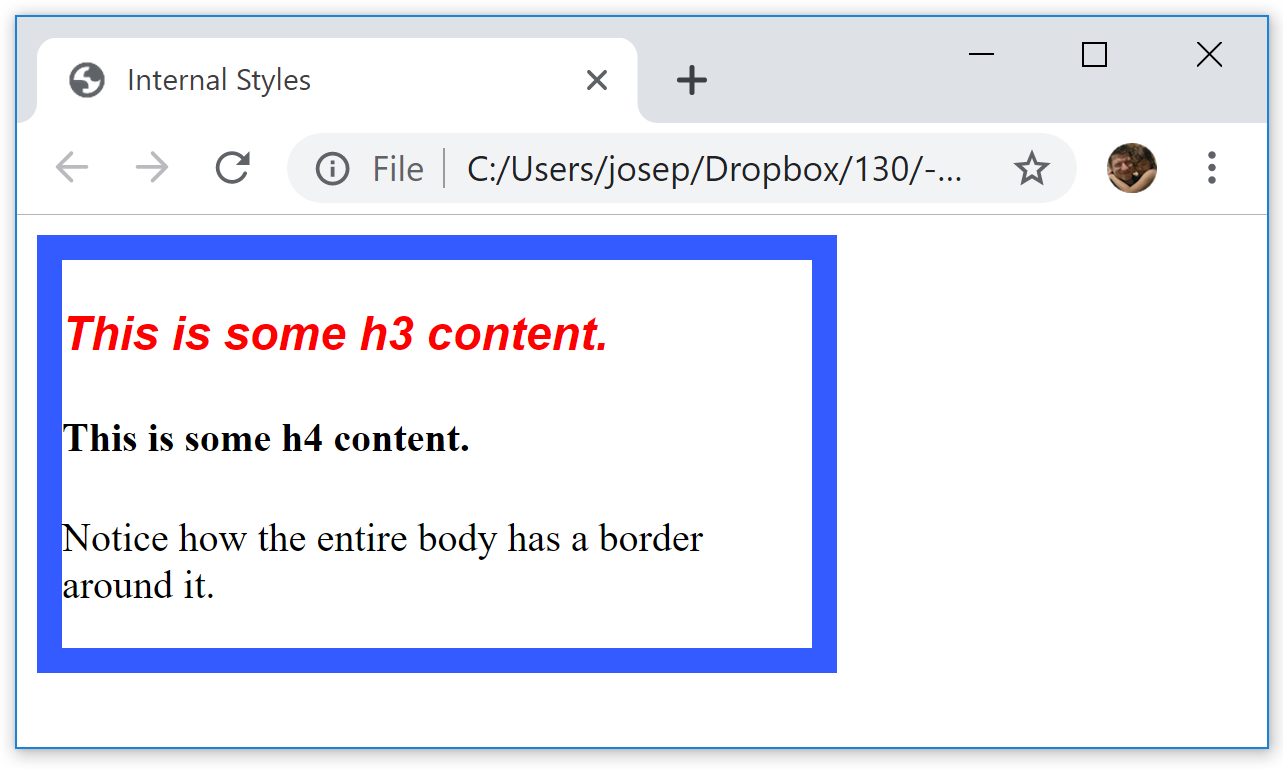 Internal Styles
File C:/Users/josep/Dropbox/130/-...
This is some h3 content.
This is some h4 content.
Notice how the entire body has a border
around it.